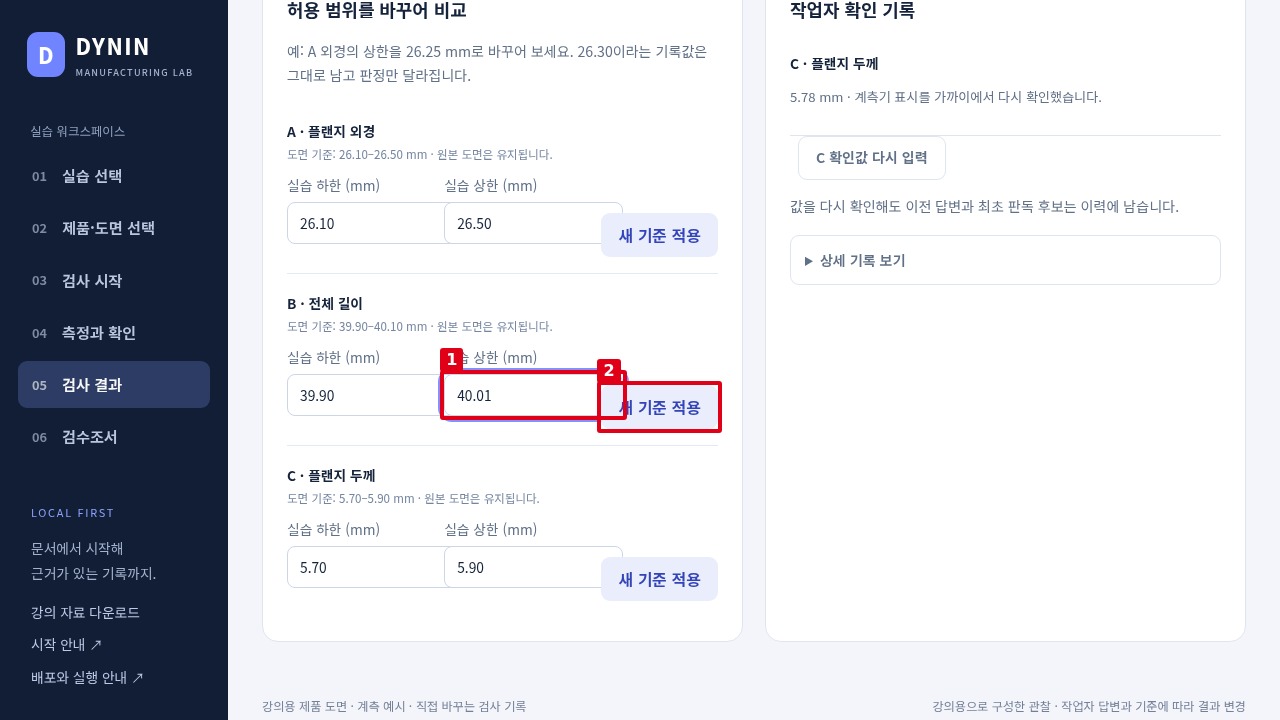 D
DYNIN
MANUFACTURING LAB
실습 워크스페이스
01 실습 선택
02 제품·도면 선택
03 검사 시작
04 측정과 확인
05 검사 결과
06 검수조서
LOCAL FIRST
문서에서 시작해
근거가 있는 기록까지.
강의 자료 다운로드
시작 안내 ↗
배포와 실행 안내 ↗
허용 범위를 바꾸어 비교
예: A 외경의 상한을 26.25 mm로 바꾸어 보세요. 26.30이라는 기록값은
그대로 남고 판정만 달라집니다.
A · 플랜지 외경
도면 기준: 26.10–26.50 mm · 원본 도면은 유지됩니다.
실습 하한 (mm) 실습 상한 (mm)
26.10 26.50 새 기준 적용
B · 전체 길이
도면 기준: 39.90–40.10 mm · 원본 도면은 유지됩니다.
실습 하한 (mm) 1 습 상한 (mm) 2
39.90 40.01 새 기준 적용
C · 플랜지 두께
도면 기준: 5.70–5.90 mm · 원본 도면은 유지됩니다.
실습 하한 (mm) 실습 상한 (mm)
5.70 5.90 새 기준 적용
작업자 확인 기록
C · 플랜지 두께
5.78 mm · 계측기 표시를 가까이에서 다시 확인했습니다.
C 확인값 다시 입력
값을 다시 확인해도 이전 답변과 최초 판독 후보는 이력에 남습니다.
▶ 상세 기록 보기
강의용 제품 도면 · 계측 예시 · 직접 바꾸는 검사 기록
강의용으로 구성한 관찰 · 작업자 답변과 기준에 따라 결과 변경